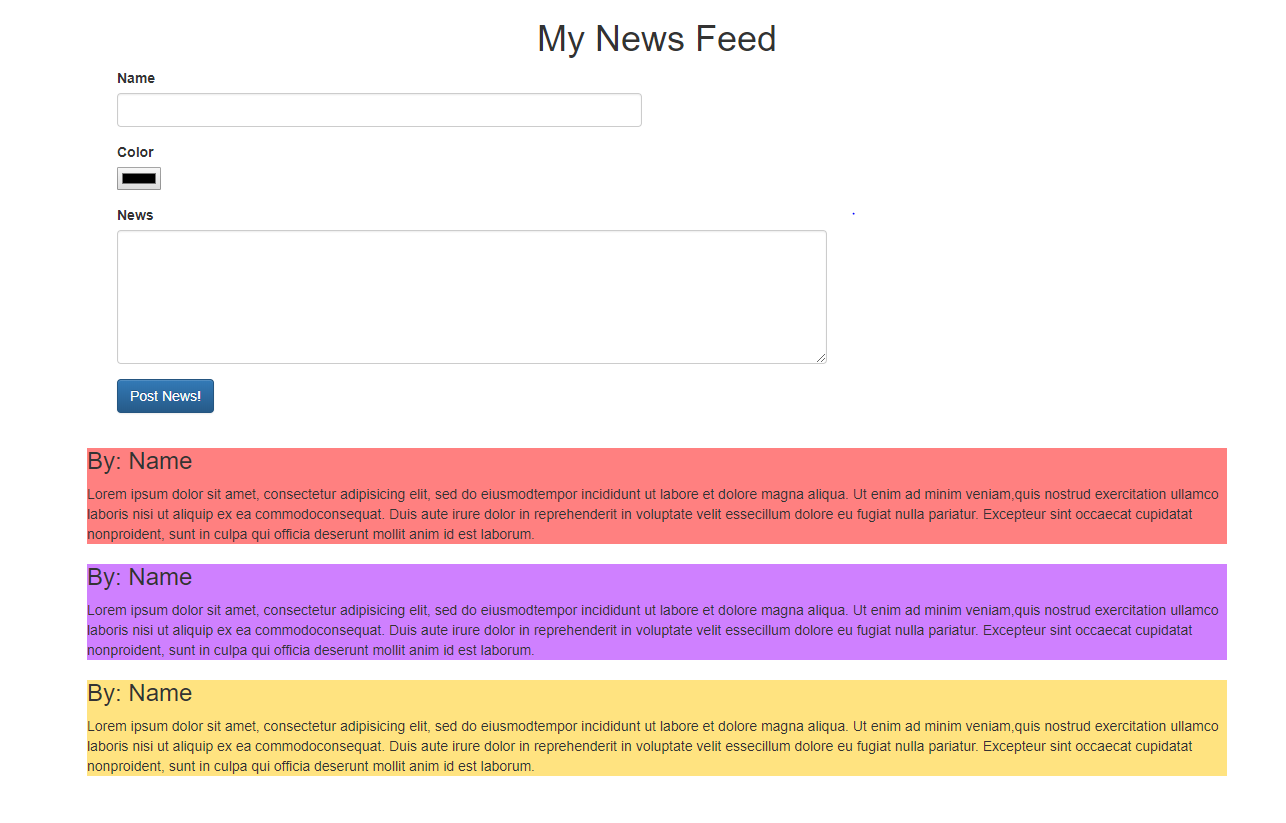 My News Feed
Name
Color
News
Post News!
By: Name
Lorem ipsum dolor sit amet, consectetur adipisicing elit, sed do eiusmodtempor incididunt ut labore et dolore magna aliqua. Ut enim ad minim veniam,quis nostrud exercitation ullamco
laboris nisi ut aliquip ex ea commodoconsequat. Duis aute irure dolor in reprehenderit in voluptate velit essecillum dolore eu fugiat nulla pariatur. Excepteur sint occaecat cupidatat
nonproident, sunt in culpa qui officia deserunt mollit anim id est laborum.
By: Name
Lorem ipsum dolor sit amet, consectetur adipisicing elit, sed do eiusmodtempor incididunt ut labore et dolore magna aliqua. Ut enim ad minim veniam,quis nostrud exercitation ullamco
laboris nisi ut aliquip ex ea commodoconsequat. Duis aute irure dolor in reprehenderit in voluptate velit essecillum dolore eu fugiat nulla pariatur. Excepteur sint occaecat cupidatat
nonproident, sunt in culpa qui officia deserunt mollit anim id est laborum.
By: Name
Lorem ipsum dolor sit amet, consectetur adipisicing elit, sed do eiusmodtempor incididunt ut labore et dolore magna aliqua. Ut enim ad minim veniam,quis nostrud exercitation ullamco
laboris nisi ut aliquip ex ea commodoconsequat. Duis aute irure dolor in reprehenderit in voluptate velit essecillum dolore eu fugiat nulla pariatur. Excepteur sint occaecat cupidatat
nonproident, sunt in culpa qui officia deserunt mollit anim id est laborum.